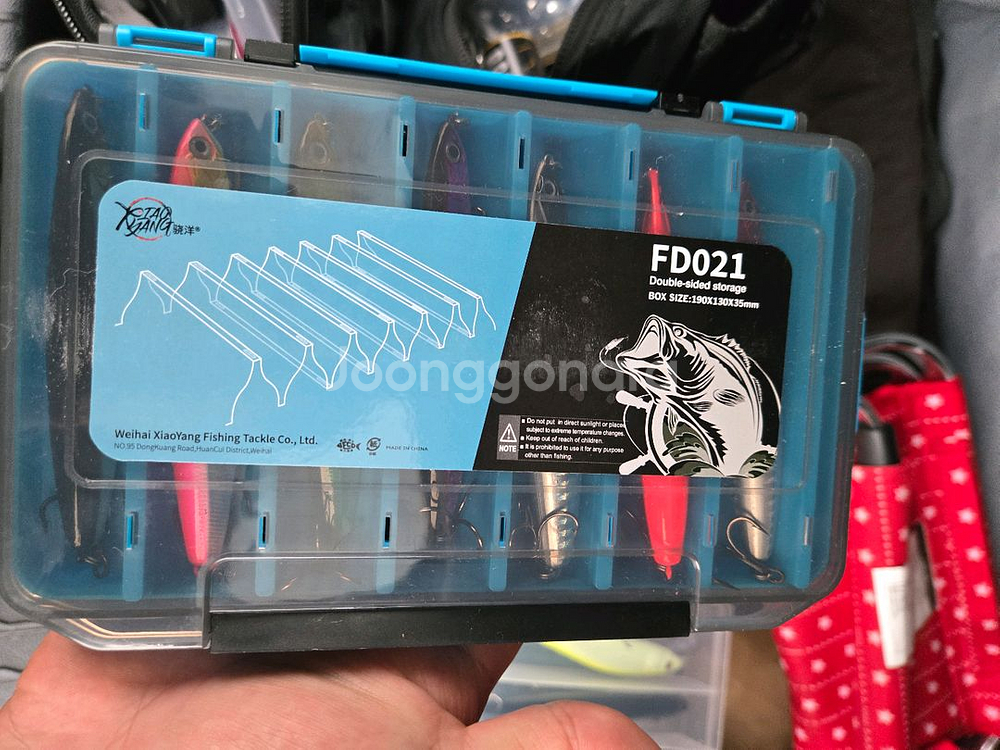 XIAO
YANG 骁洋®
FD021
Double-sided storage
BOX SIZE:190X130X35mm
Joonggonara
Do not put in direct sunlight or place
subject to extreme temperature changes.
Keep out of reach of children.
It is prohibited to use it for any purpose
other than fishing.
NOTE
Weihai XiaoYang Fishing Tackle Co., Ltd.
NO.95 DongKuang Road,HuanCui District,WeiHai
MADE IN CHINA